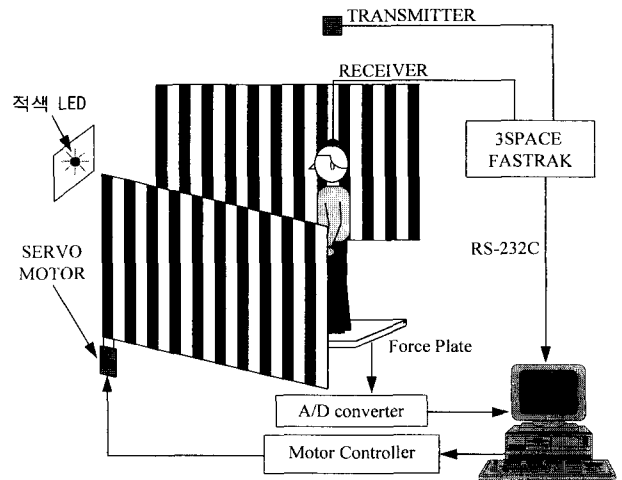 TRANSMITTER
RECEIVER
적색 LED
3SPACE
FASTRAK
SERVO
MOTOR
RS-232C
Force Plate
A/D converter
Motor Controller